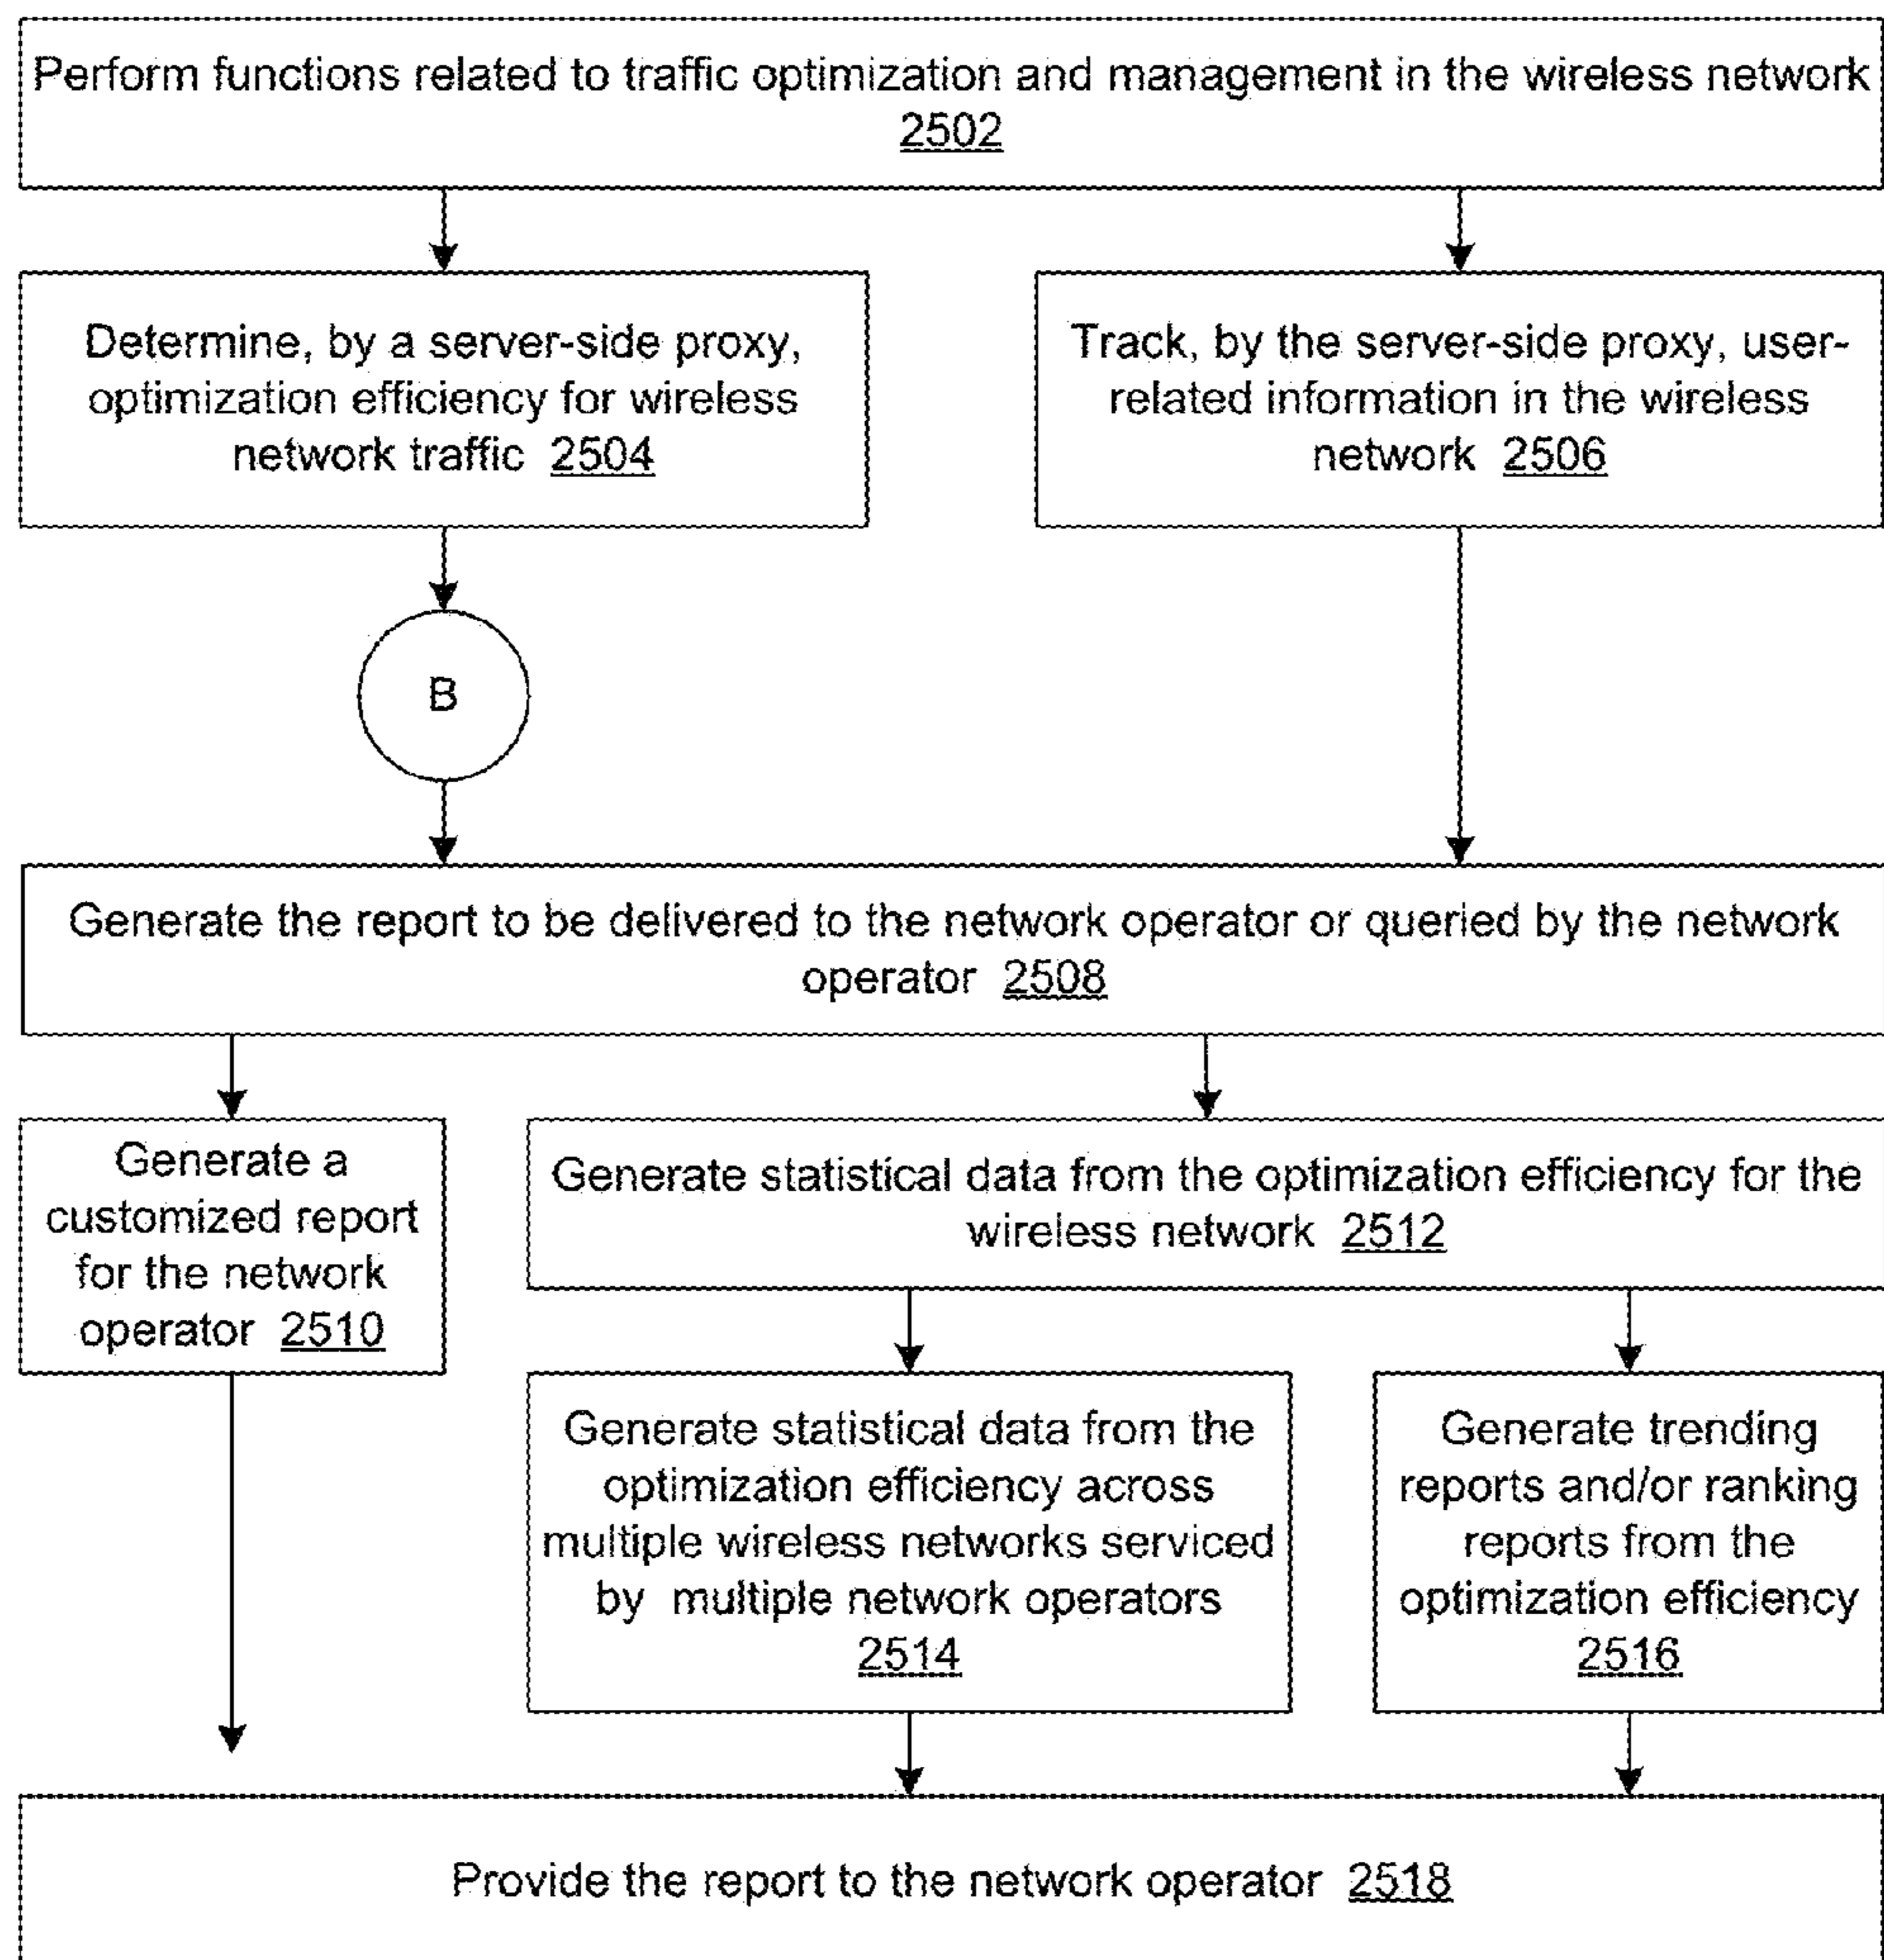 Perform functions related to traffic optimization and management in the wireless network
2502
Determine, by a server-side proxy,
optimization efficiency for wireless
network traffic 2504
Track, by the server-side proxy, user-
related information in the wireless
network 2506
B
Generate the report to be delivered to the network operator or queried by the network
operator 2508
Generate a
customized report
for the network
operator 2510
Generate statistical data from the optimization efficiency for the
wireless network 2512
Generate statistical data from the
optimization efficiency across
multiple wireless networks serviced
by multiple network operators
2514
Generate trending
reports and/or ranking
reports from the
optimization efficiency
2516
Provide the report to the network operator 2518